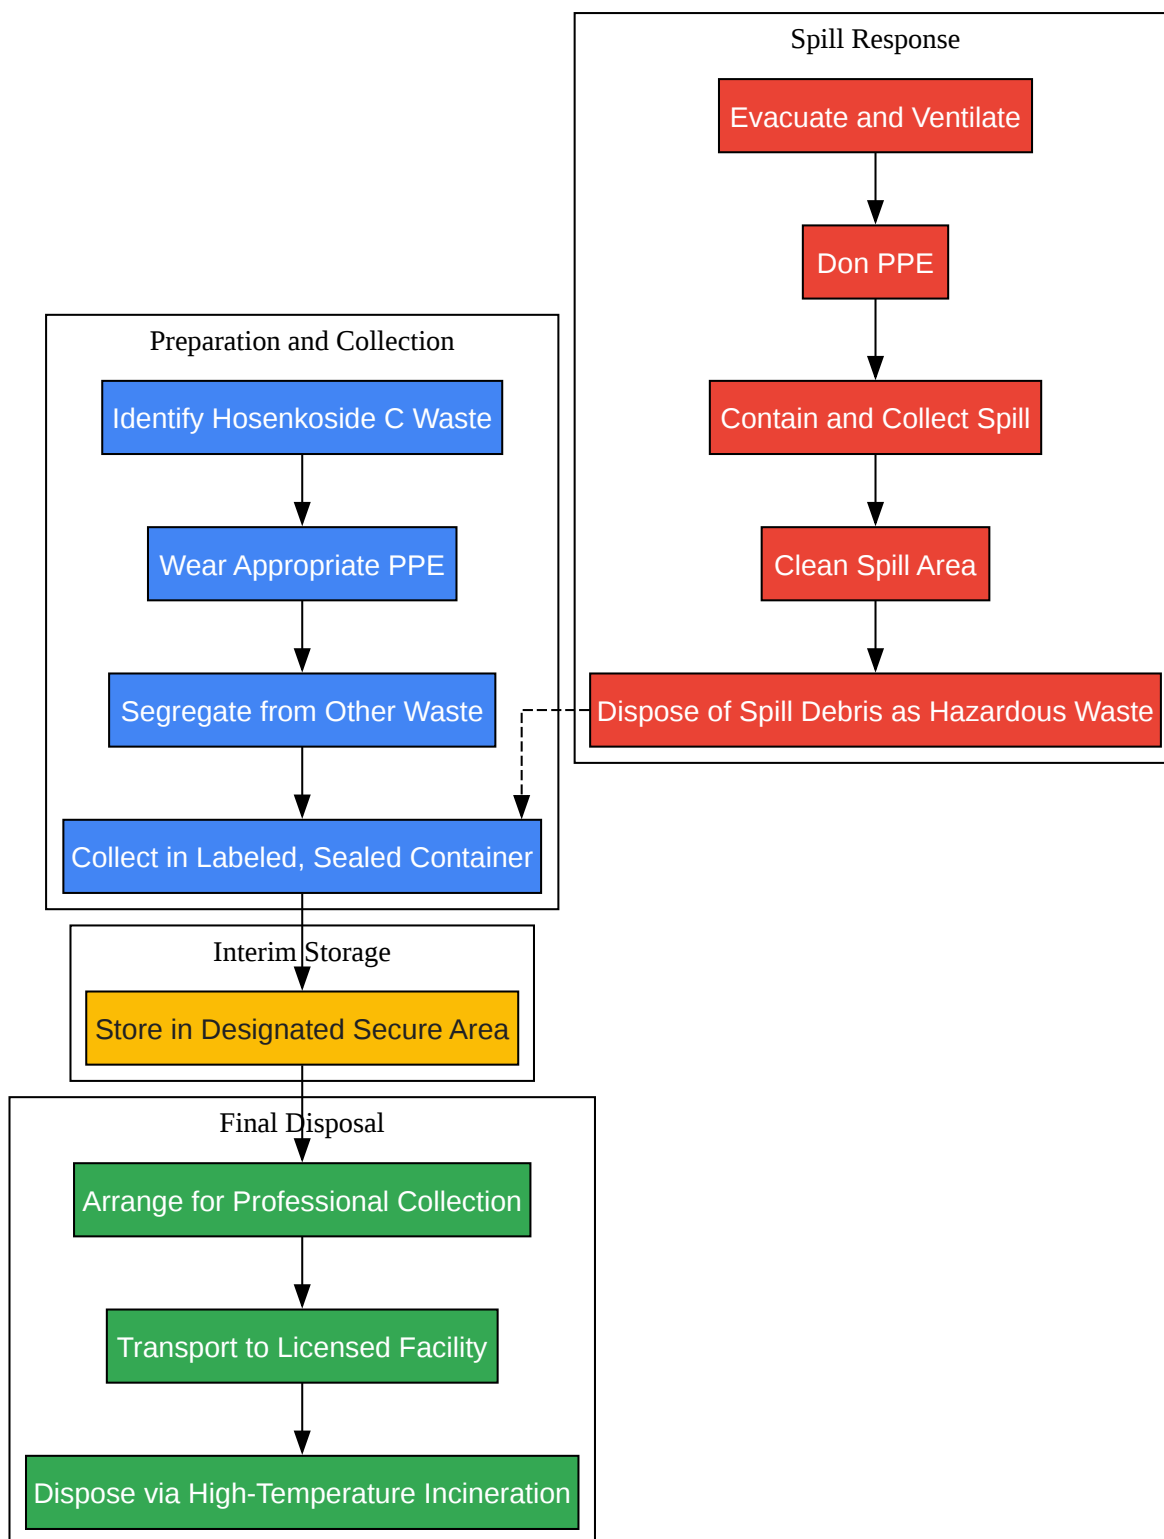 Spill Response
Evacuate and Ventilate
Don PPE
Contain and Collect Spill
Clean Spill Area
Dispose of Spill Debris as Hazardous Waste
Preparation and Collection
Identify Hosenkoside C Waste
Wear Appropriate PPE
Segregate from Other Waste
Collect in Labeled, Sealed Container
Interim Storage
Store in Designated Secure Area
Final Disposal
Arrange for Professional Collection
Transport to Licensed Facility
Dispose via High-Temperature Incineration